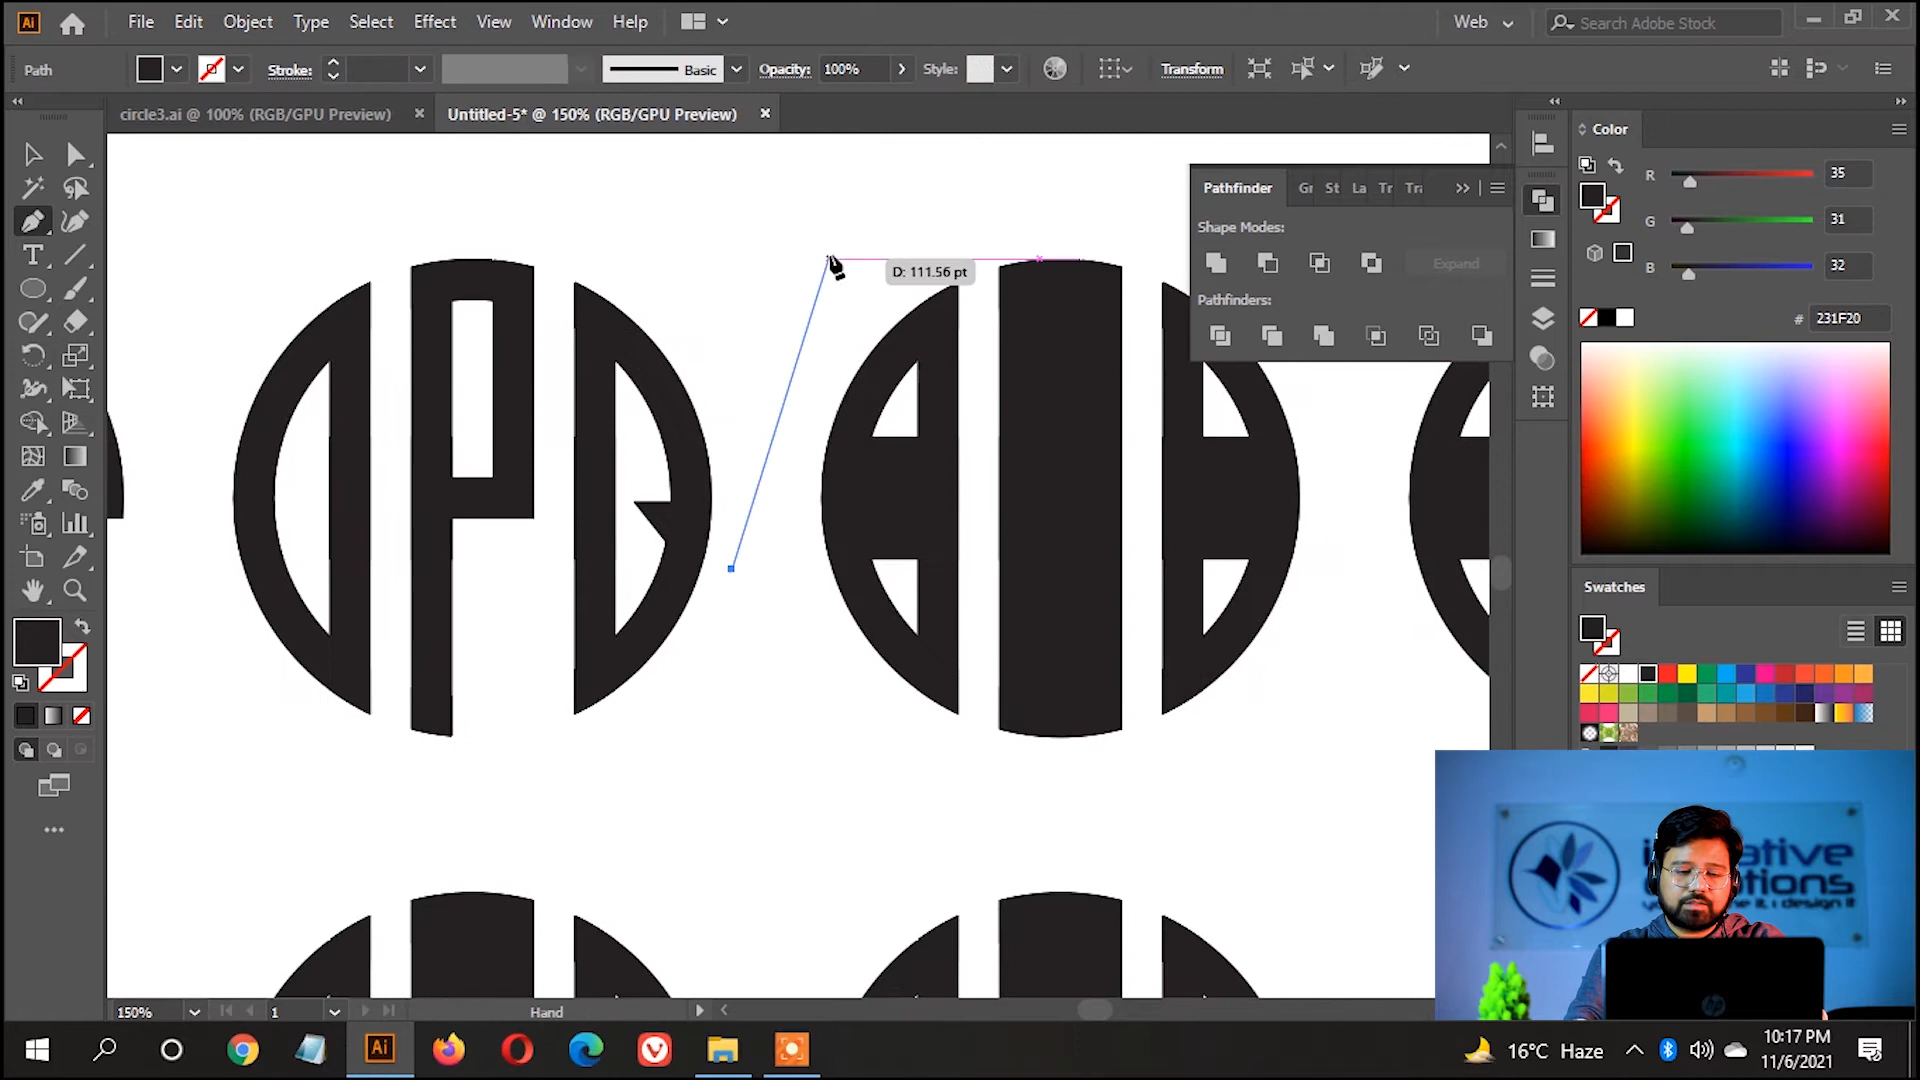 Ai File Edit Object Type Select Effect View Window Help Web Search Adobe Stock
Path Stroke: Basic Opacity: 100% Style: Transform
circle3.ai @ 100% (RGB/GPU Preview) Untitled-5* @ 150% (RGB/GPU Preview)
Color
Pathfinder Gr St La Tr Tra
R 35
Shape Modes:
G 31
Expand
D: 111.56 pt
B 32
Pathfinders:
# 231F20
Swatches
150% 1 Hand
Ai 16°C Haze 10:17 PM
11/6/2021